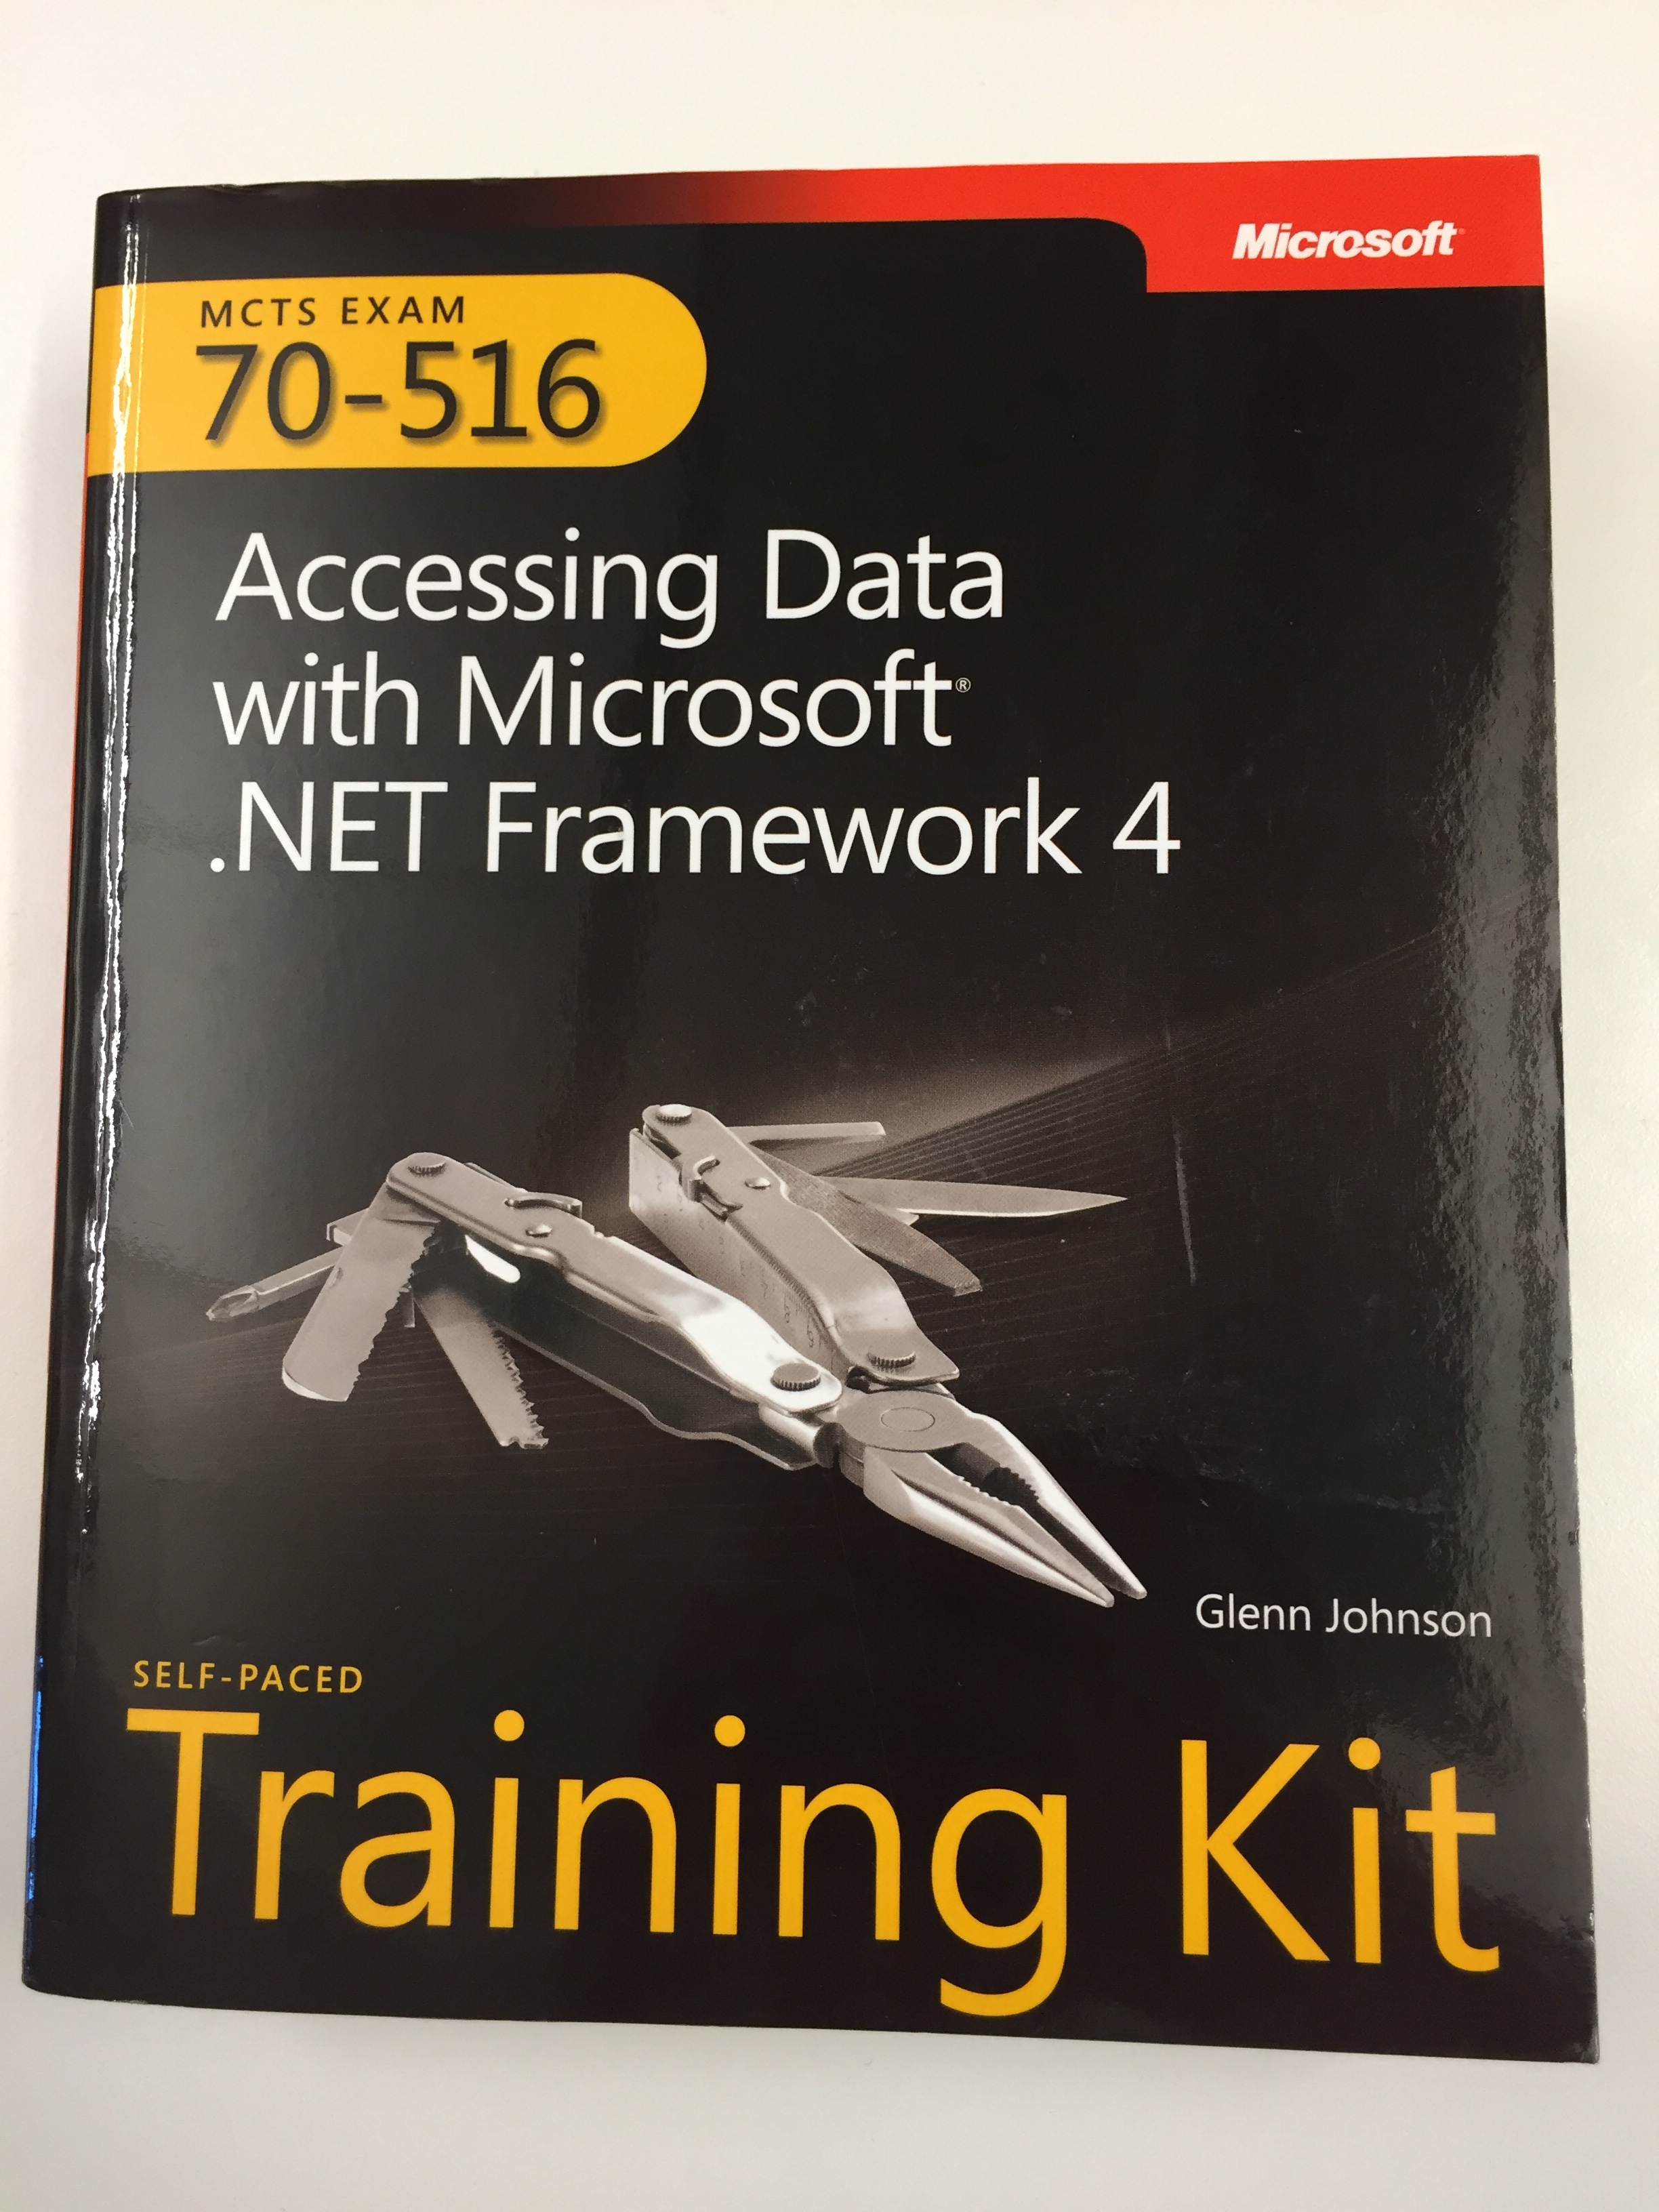 Microsoft
MCTS EXAM
70-516
Accessing Data
with Microsoft®
.NET Framework 4
Glenn Johnson
SELF-PACED
Training Kit